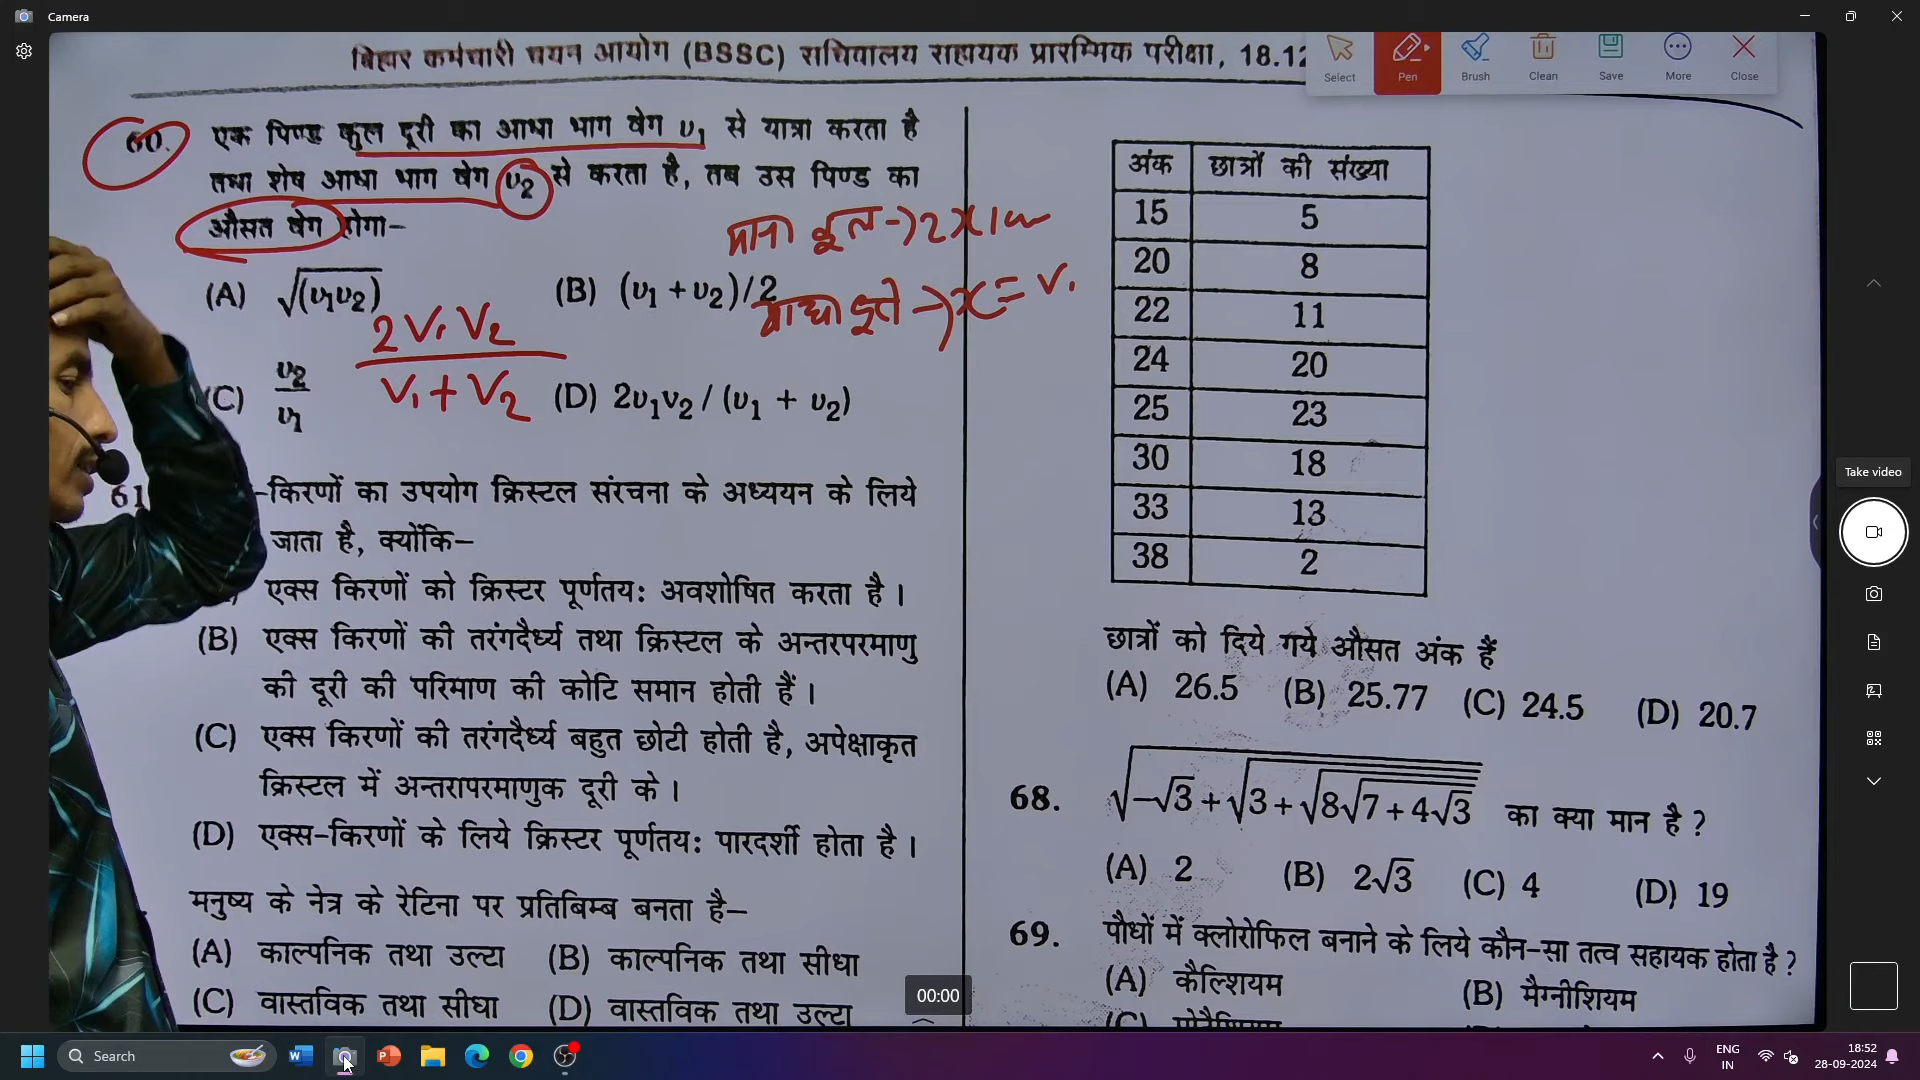 Camera
बिहार कर्मचारी चयन आयोग (BSSC) सचिवालय सहायक प्रारम्भिक परीक्षा, 18.12
Select
Pen
Brush
Clean
Save
More
Close
60. एक पिण्ड कुल दूरी का आधा भाग वेग υ₁ से यात्रा करता है
तथा शेष आधा भाग वेग υ₂ से करता है, तब उस पिण्ड का
औसत वेग होगा–
माना
2x
(A) √(υ₁υ₂)
(B) (υ₁ + υ₂)/2
→ x = V₁
2V₁V₂
V₁ + V₂
(C) υ₂/υ₁
(D) 2υ₁v₂ / (υ₁ + υ₂)
61
-किरणों का उपयोग क्रिस्टल संरचना के अध्ययन के लिये
जाता है, क्योंकि–
एक्स किरणों को क्रिस्टर पूर्णतय: अवशोषित करता है ।
(B) एक्स किरणों की तरंगदैर्ध्य तथा क्रिस्टल के अन्तरपरमाणु
की दूरी की परिमाण की कोटि समान होती हैं ।
(C) एक्स किरणों की तरंगदैर्ध्य बहुत छोटी होती है, अपेक्षाकृत
क्रिस्टल में अन्तरापरमाणुक दूरी के ।
(D) एक्स-किरणों के लिये क्रिस्टर पूर्णतय: पारदर्शी होता है ।
मनुष्य के नेत्र के रेटिना पर प्रतिबिम्ब बनता है–
(A) काल्पनिक तथा उल्टा (B) काल्पनिक तथा सीधा
(C) वास्तविक तथा सीधा (D) वास्तविक तथा उल्टा
अंक छात्रों की संख्या
15 5
20 8
22 11
24 20
25 23
30 18
33 13
38 2
छात्रों को दिये गये औसत अंक हैं
(A) 26.5 (B) 25.77 (C) 24.5 (D) 20.7
68. √(−√3 + √(3 + √(8√(7 + 4√3)))) का क्या मान है ?
(A) 2 (B) 2√3 (C) 4 (D) 19
69. पौधों में क्लोरोफिल बनाने के लिये कौन-सा तत्व सहायक होता है ?
(A) कैल्शियम (B) मैग्नीशियम
Take video
00:00
Search
ENG
IN
18:52
28-09-2024